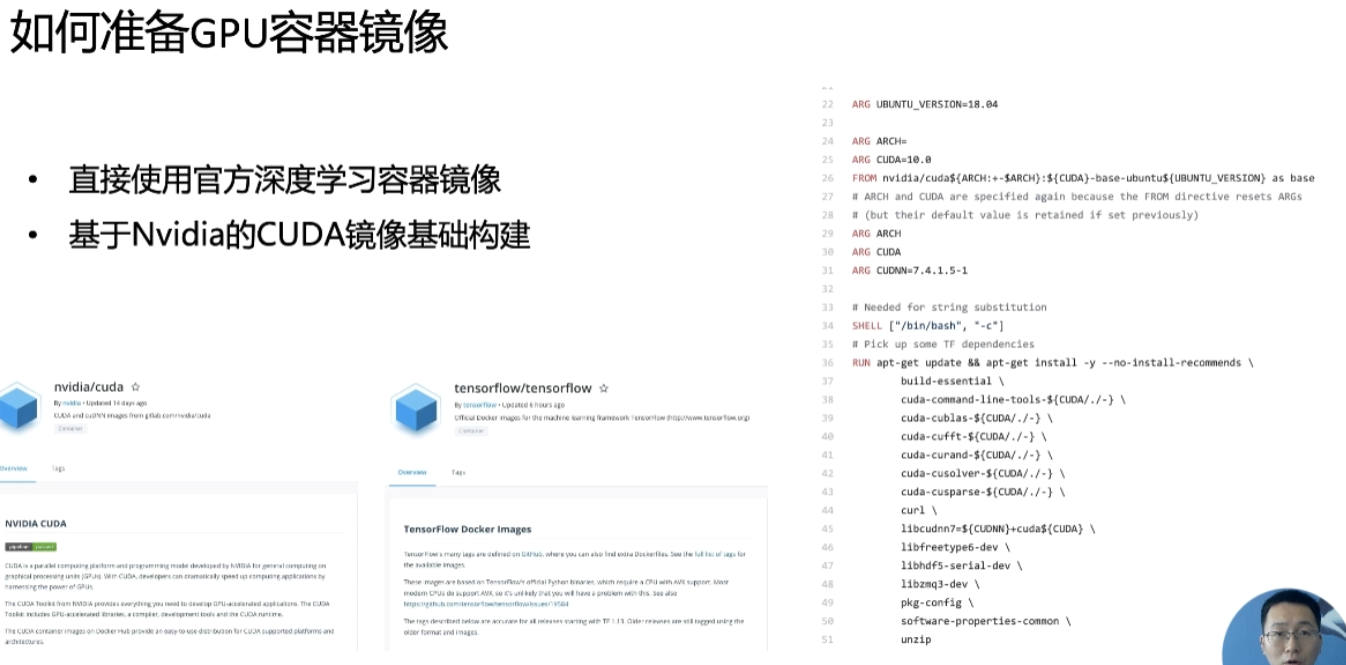 如何准备GPU容器镜像
• 直接使用官方深度学习容器镜像
• 基于Nvidia的CUDA镜像基础构建
nvidia/cuda ☆
By nvidia • Updated 14 days ago
CUDA and cuDNN images from gitlab.com/nvidia/cuda
Container
Overview Tags
NVIDIA CUDA
pipeline passed
CUDA is a parallel computing platform and programming model developed by NVIDIA for general computing on
graphical processing units (GPUs). With CUDA, developers can dramatically speed up computing applications by
harnessing the power of GPUs.
The CUDA Toolkit from NVIDIA provides everything you need to develop GPU-accelerated applications. The CUDA
Toolkit includes GPU-accelerated libraries, a compiler, development tools and the CUDA runtime.
The CUDA container images on Docker Hub provide an easy-to-use distribution for CUDA supported platforms and
architectures.
tensorflow/tensorflow ☆
By tensorflow • Updated 6 hours ago
Official Docker images for the machine learning framework TensorFlow (http://www.tensorflow.org)
Container
Overview Tags
TensorFlow Docker Images
TensorFlow's many tags are defined on GitHub, where you can also find extra Dockerfiles. See the full list of tags for
the available images.
These images are based on TensorFlow's official Python binaries, which require a CPU with AVX support. Most
modern CPUs do support AVX, so it's unlikely that you will have a problem with this. See also
https://github.com/tensorflow/tensorflow/issues/19584
The tags described below are accurate for all releases starting with TF 1.13. Older releases are still tagged using the
older format and images.
22 ARG UBUNTU_VERSION=18.04
23
24 ARG ARCH=
25 ARG CUDA=10.0
26 FROM nvidia/cuda${ARCH:+-$ARCH}:${CUDA}-base-ubuntu${UBUNTU_VERSION} as base
27 # ARCH and CUDA are specified again because the FROM directive resets ARGs
28 # (but their default value is retained if set previously)
29 ARG ARCH
30 ARG CUDA
31 ARG CUDNN=7.4.1.5-1
32
33 # Needed for string substitution
34 SHELL ["/bin/bash", "-c"]
35 # Pick up some TF dependencies
36 RUN apt-get update && apt-get install -y --no-install-recommends \
37 build-essential \
38 cuda-command-line-tools-${CUDA/./-} \
39 cuda-cublas-${CUDA/./-} \
40 cuda-cufft-${CUDA/./-} \
41 cuda-curand-${CUDA/./-} \
42 cuda-cusolver-${CUDA/./-} \
43 cuda-cusparse-${CUDA/./-} \
44 curl \
45 libcudnn7=${CUDNN}+cuda${CUDA} \
46 libfreetype6-dev \
47 libhdf5-serial-dev \
48 libzmq3-dev \
49 pkg-config \
50 software-properties-common \
51 unzip